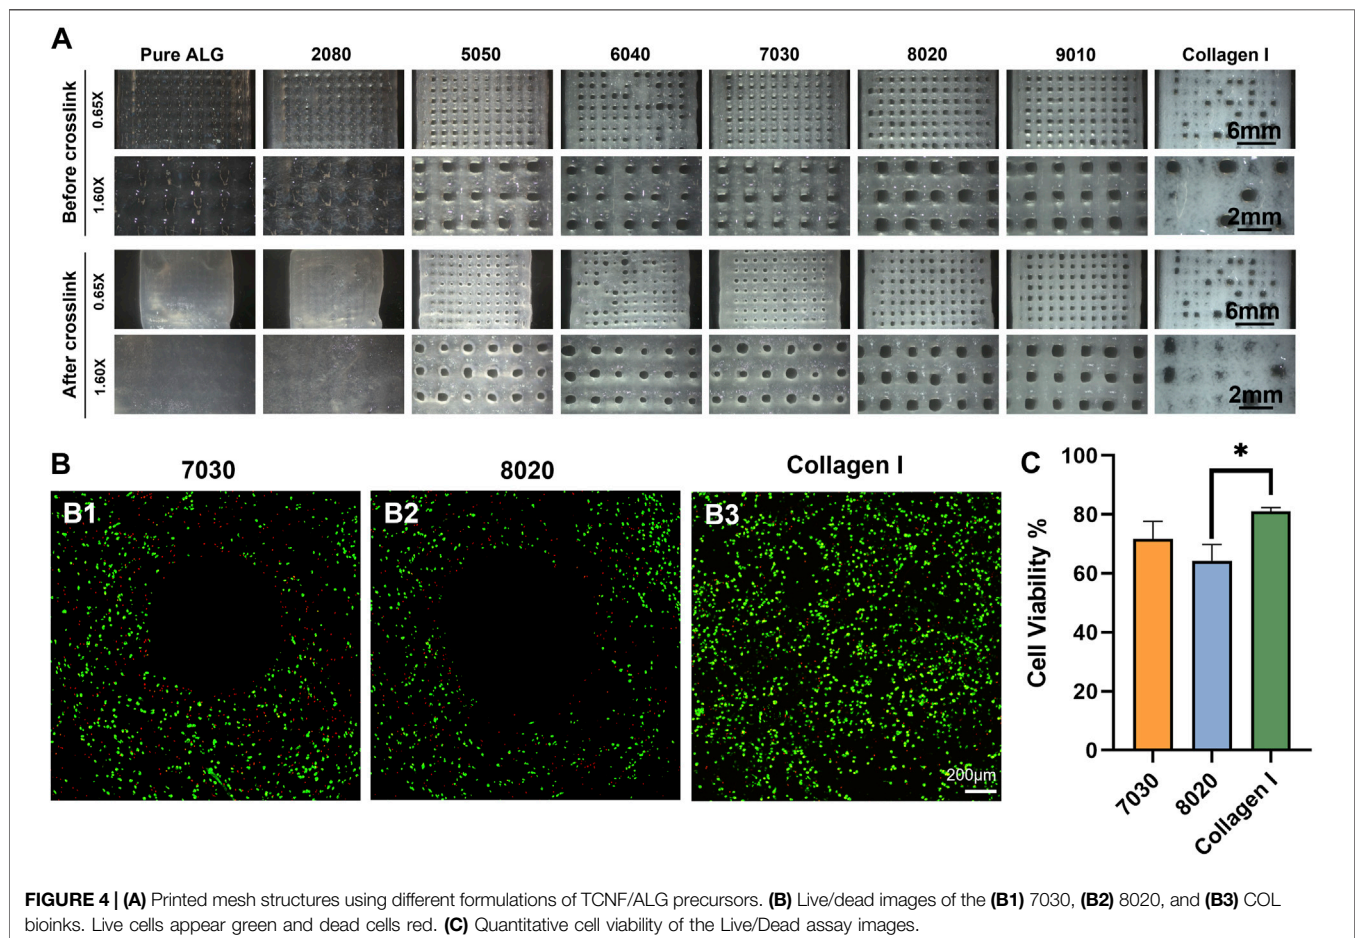 A
Pure ALG 2080 5050 6040 7030 8020 9010 Collagen I
Before crosslink
0.65X
6mm
1.60X
2mm
After crosslink
0.65X
6mm
1.60X
2mm
B
7030 8020 Collagen I
B1 B2 B3
200μm
C
*
Cell Viability %
100
80
60
40
20
0
7030 8020 Collagen I
FIGURE 4 | (A) Printed mesh structures using different formulations of TCNF/ALG precursors. (B) Live/dead images of the (B1) 7030, (B2) 8020, and (B3) COL
bioinks. Live cells appear green and dead cells red. (C) Quantitative cell viability of the Live/Dead assay images.